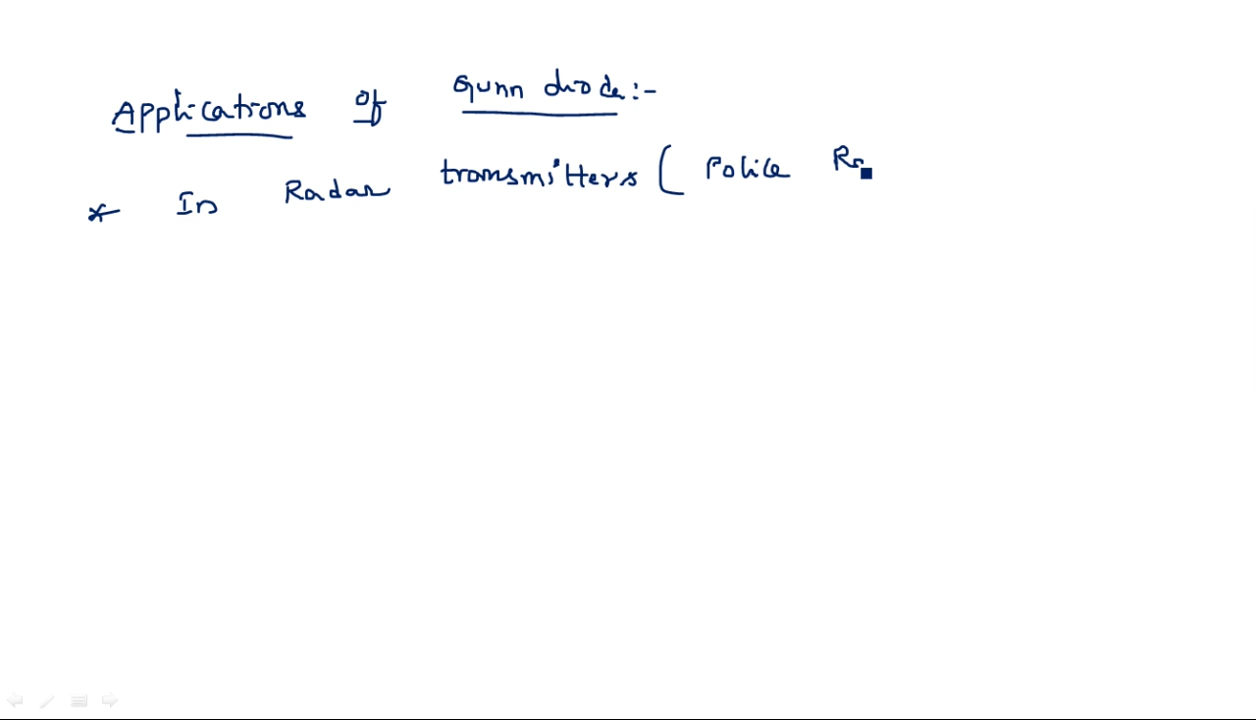 Applications of Gunn diode:-
* In Radar transmitters ( Police